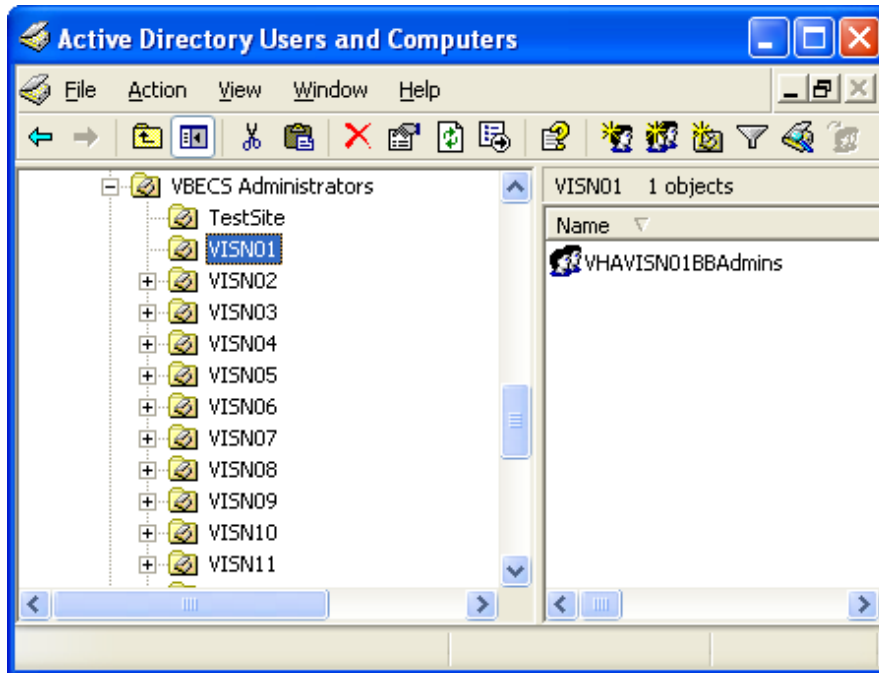 Active Directory Users and Computers
File Action View Window Help
VBECS Administrators
TestSite
VISN01
VISN02
VISN03
VISN04
VISN05
VISN06
VISN07
VISN08
VISN09
VISN10
VISN11
VISN01 1 objects
Name
VHAVISN01BBAdmins